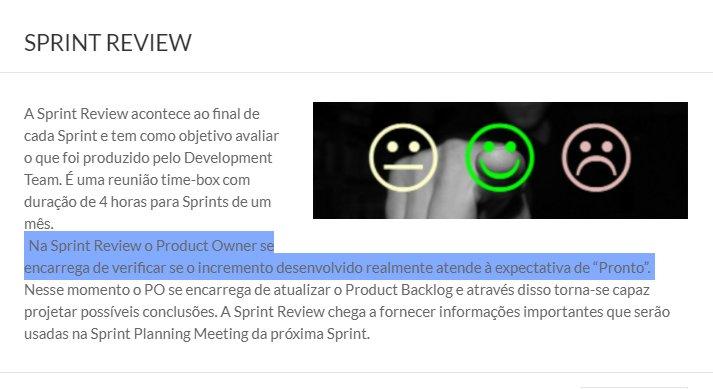 SPRINT REVIEW
A Sprint Review acontece ao final de
cada Sprint e tem como objetivo avaliar
o que foi produzido pelo Development
Team. É uma reunião time-box com
duração de 4 horas para Sprints de um
mês.
Na Sprint Review o Product Owner se
encarrega de verificar se o incremento desenvolvido realmente atende à expectativa de “Pronto”.
Nesse momento o PO se encarrega de atualizar o Product Backlog e através disso torna-se capaz
projetar possíveis conclusões. A Sprint Review chega a fornecer informações importantes que serão
usadas na Sprint Planning Meeting da próxima Sprint.